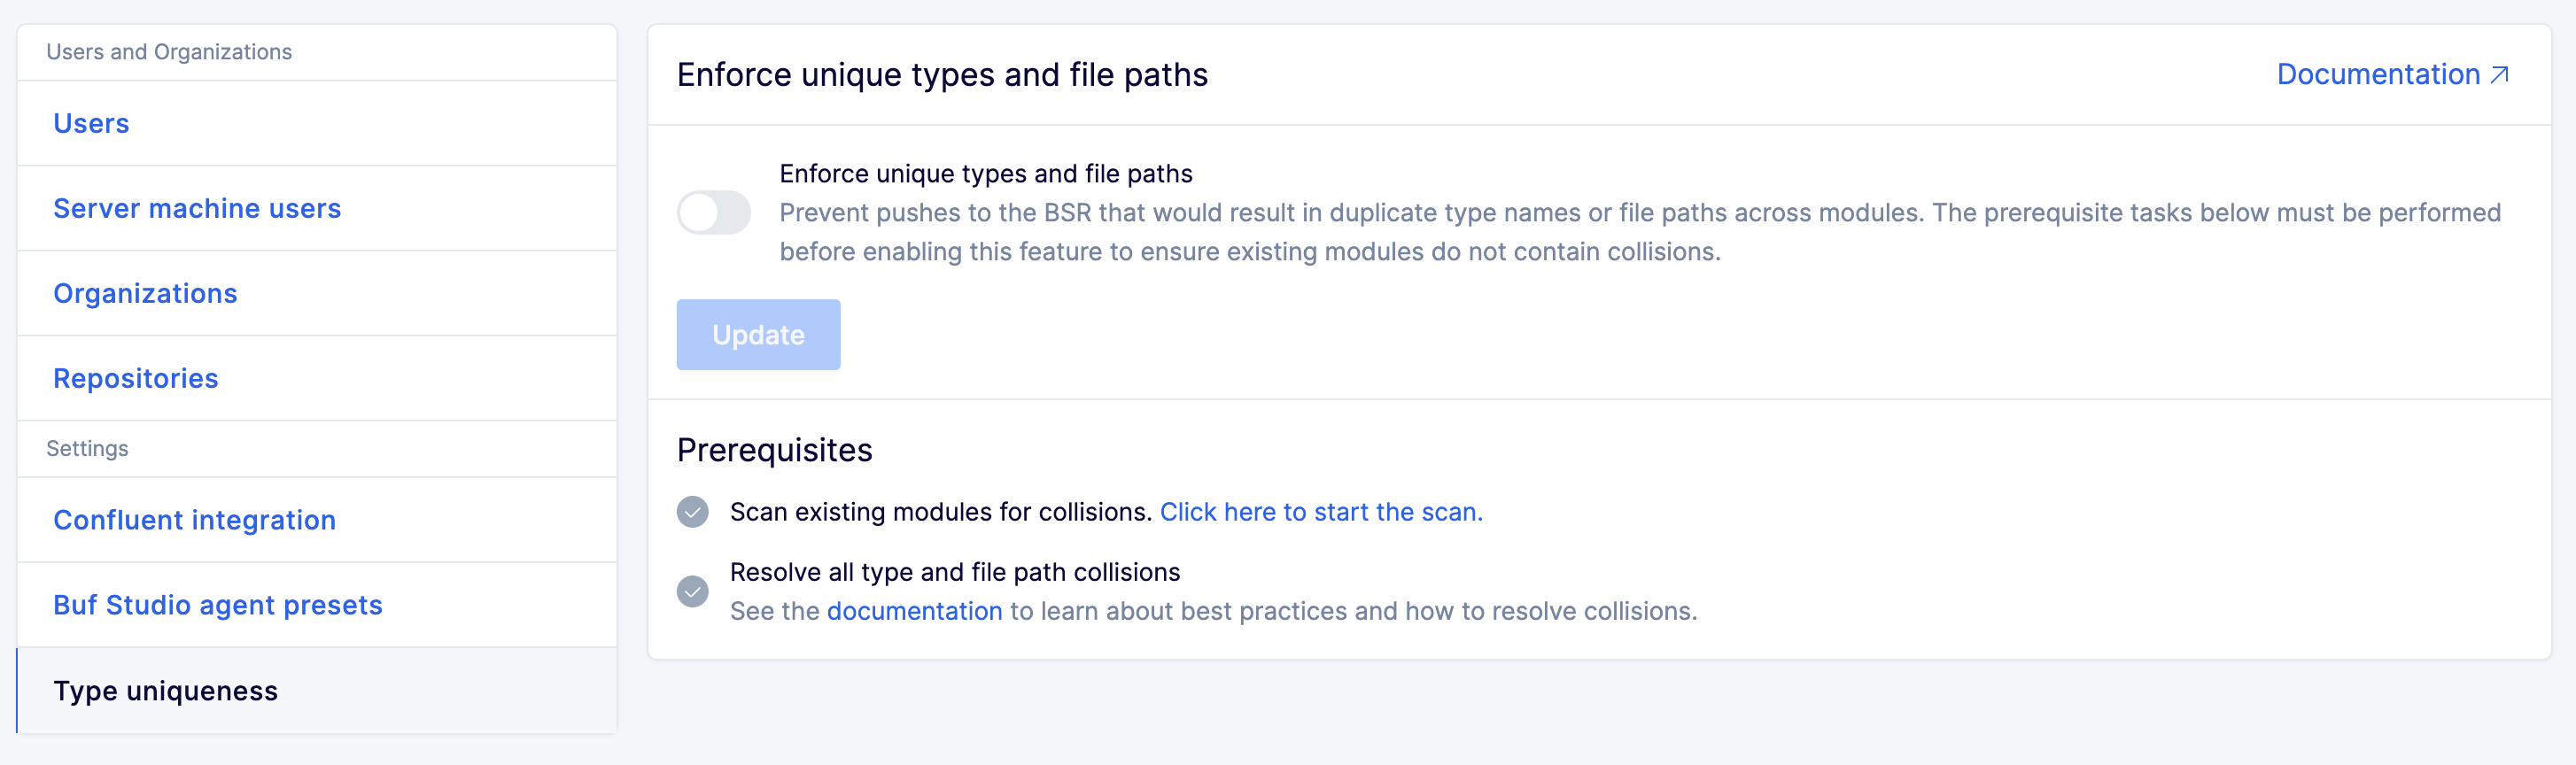 Users and Organizations
Users
Server machine users
Organizations
Repositories
Settings
Confluent integration
Buf Studio agent presets
Type uniqueness
Enforce unique types and file paths
Documentation
Enforce unique types and file paths
Prevent pushes to the BSR that would result in duplicate type names or file paths across modules. The prerequisite tasks below must be performed
before enabling this feature to ensure existing modules do not contain collisions.
Update
Prerequisites
Scan existing modules for collisions. Click here to start the scan.
Resolve all type and file path collisions
See the documentation to learn about best practices and how to resolve collisions.